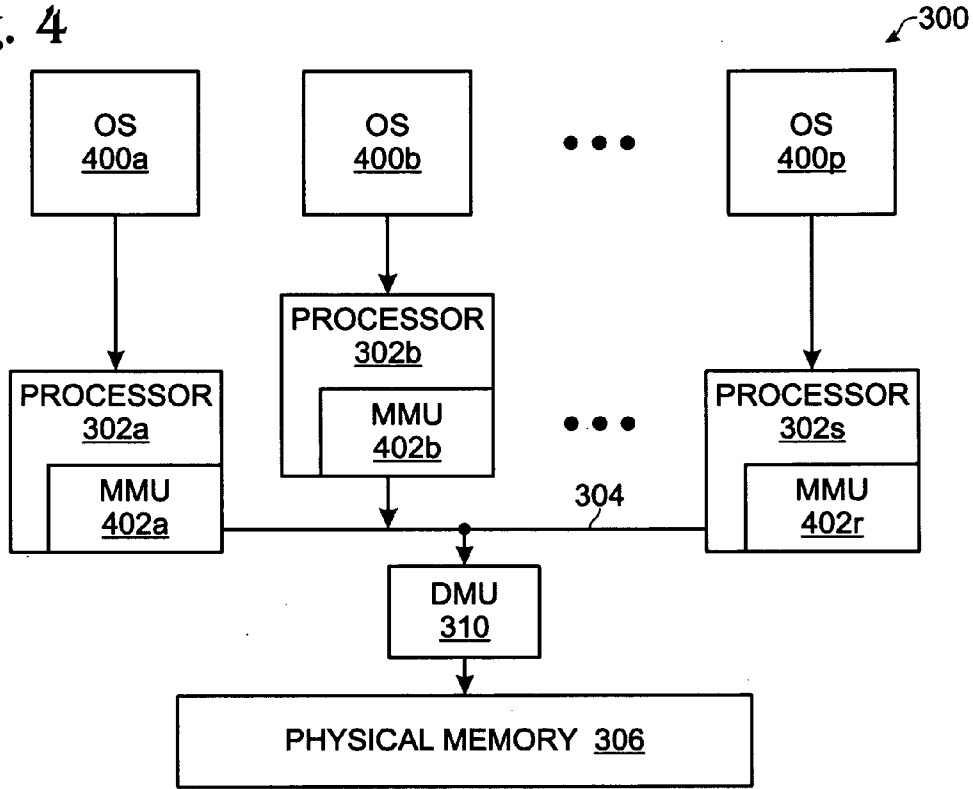 g. 4
300
OS
400a
OS
400b
OS
400p
PROCESSOR
302a
MMU
402a
PROCESSOR
302b
MMU
402b
PROCESSOR
302s
MMU
402r
304
DMU
310
PHYSICAL MEMORY 306